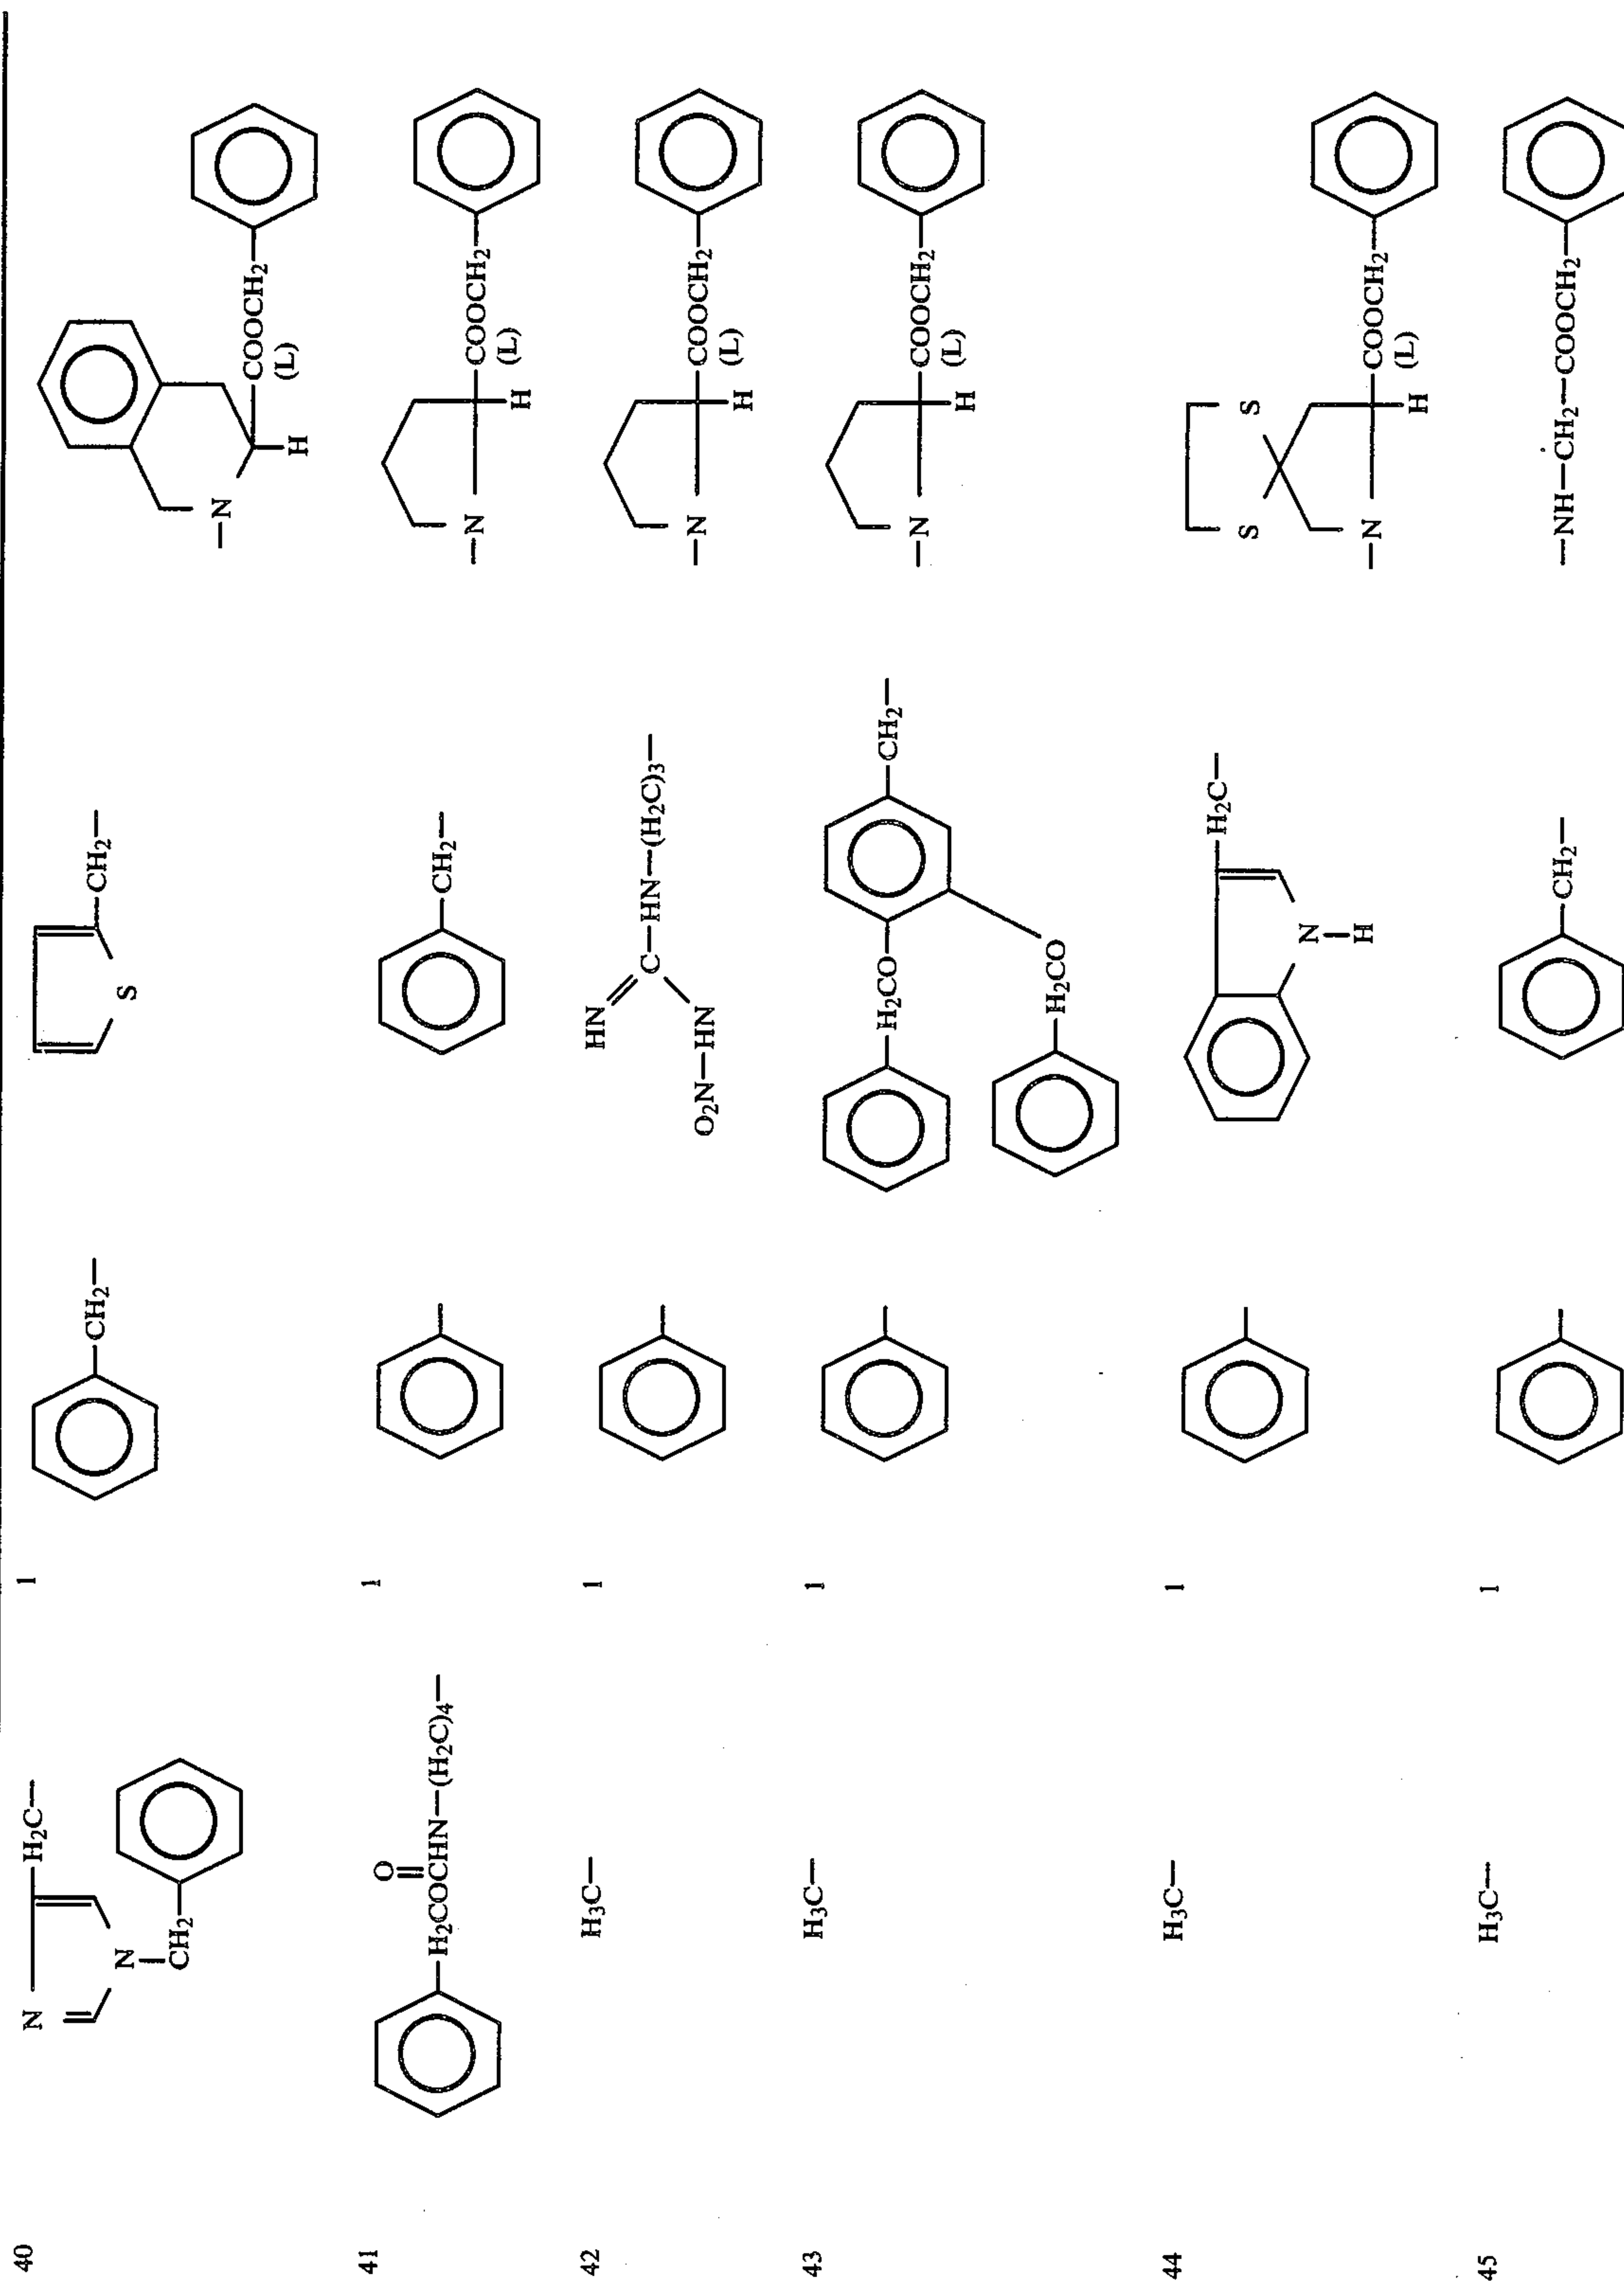 40 H₂C— N N CH₂ 1 CH₂— S CH₂— —N H COOCH₂ (L)
41 H₂COCHN—(H₂C)₄— O 1 CH₂— —N H COOCH₂ (L)
42 H₃C— 1 HN C—HN—(H₂C)₃— O₂N—HN —N H COOCH₂ (L)
43 H₃C— 1 H₂CO CH₂— H₂CO —N H COOCH₂ (L)
44 H₃C— 1 H₂C— N H S S —N H COOCH₂ (L)
45 H₃C— 1 CH₂— —NH—CH₂—COOCH₂